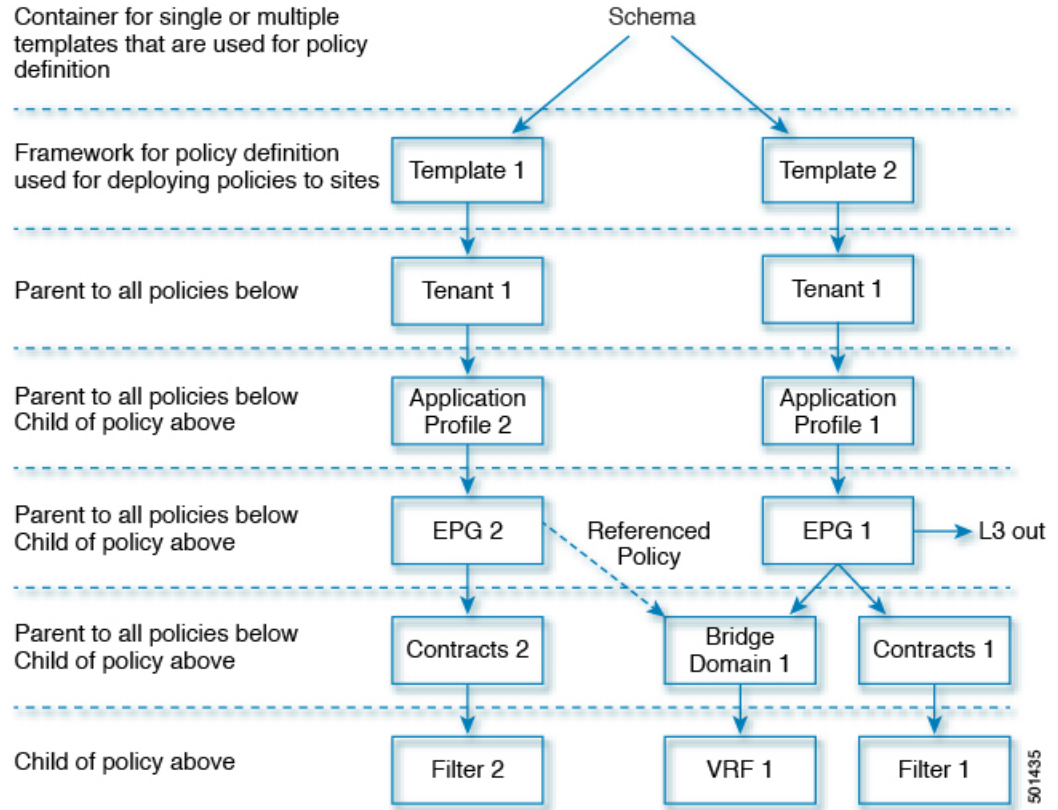 Container for single or multiple
templates that are used for policy
definition
Schema
Framework for policy definition
used for deploying policies to sites
Template 1
Template 2
Parent to all policies below
Tenant 1
Tenant 1
Parent to all policies below
Child of policy above
Application
Profile 2
Application
Profile 1
Parent to all policies below
Child of policy above
EPG 2
Referenced
Policy
EPG 1
L3 out
Parent to all policies below
Child of policy above
Contracts 2
Bridge
Domain 1
Contracts 1
Child of policy above
Filter 2
VRF 1
Filter 1
501435